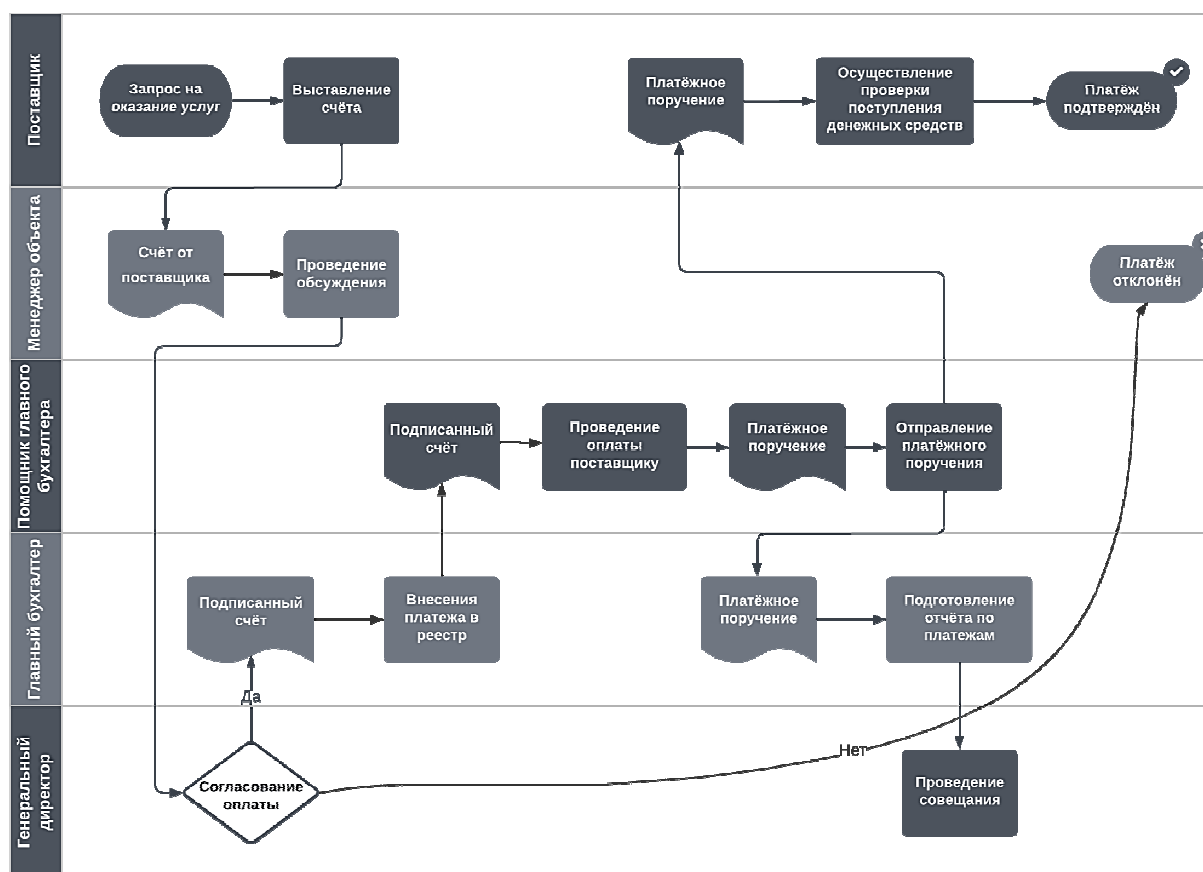 Поставщик
Запрос на
оказание услуг
Выставление
счёта
Платёжное
поручение
Осуществление
проверки
поступления
денежных средств
Платёж
подтверждён
Менеджер объекта
Счёт от
поставщика
Проведение
обсуждения
Платёж
отклонён
Помощник главного
бухгалтера
Подписанный
счёт
Проведение
оплаты
поставщику
Платёжное
поручение
Отправление
платёжного
поручения
Главный бухгалтер
Подписанный
счёт
Внесения
платежа в
реестр
Платёжное
поручение
Подготовление
отчёта по
платежам
Да
Генеральный
директор
Согласование
оплаты
Нет
Проведение
совещания